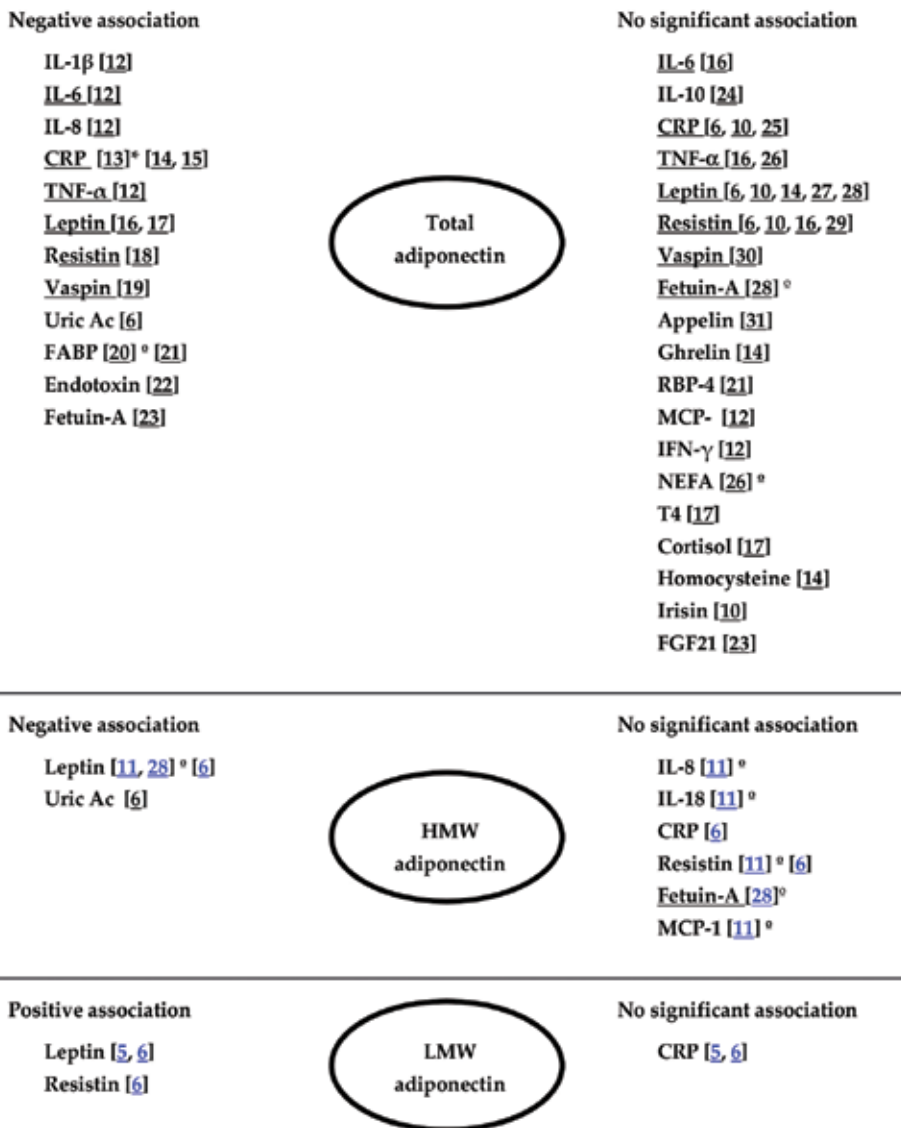 Negative association
IL-1β [12]
IL-6 [12]
IL-8 [12]
CRP [13]* [14, 15]
TNF-α [12]
Leptin [16, 17]
Resistin [18]
Vaspin [19]
Uric Ac [6]
FABP [20] º [21]
Endotoxin [22]
Fetuin-A [23]
Total
adiponectin
No significant association
IL-6 [16]
IL-10 [24]
CRP [6, 10, 25]
TNF-α [16, 26]
Leptin [6, 10, 14, 27, 28]
Resistin [6, 10, 16, 29]
Vaspin [30]
Fetuin-A [28] º
Appelin [31]
Ghrelin [14]
RBP-4 [21]
MCP- [12]
IFN-γ [12]
NEFA [26] º
T4 [17]
Cortisol [17]
Homocysteine [14]
Irisin [10]
FGF21 [23]
Negative association
Leptin [11, 28] º [6]
Uric Ac [6]
HMW
adiponectin
No significant association
IL-8 [11] º
IL-18 [11] º
CRP [6]
Resistin [11] º [6]
Fetuin-A [28]º
MCP-1 [11] º
Positive association
Leptin [5, 6]
Resistin [6]
LMW
adiponectin
No significant association
CRP [5, 6]